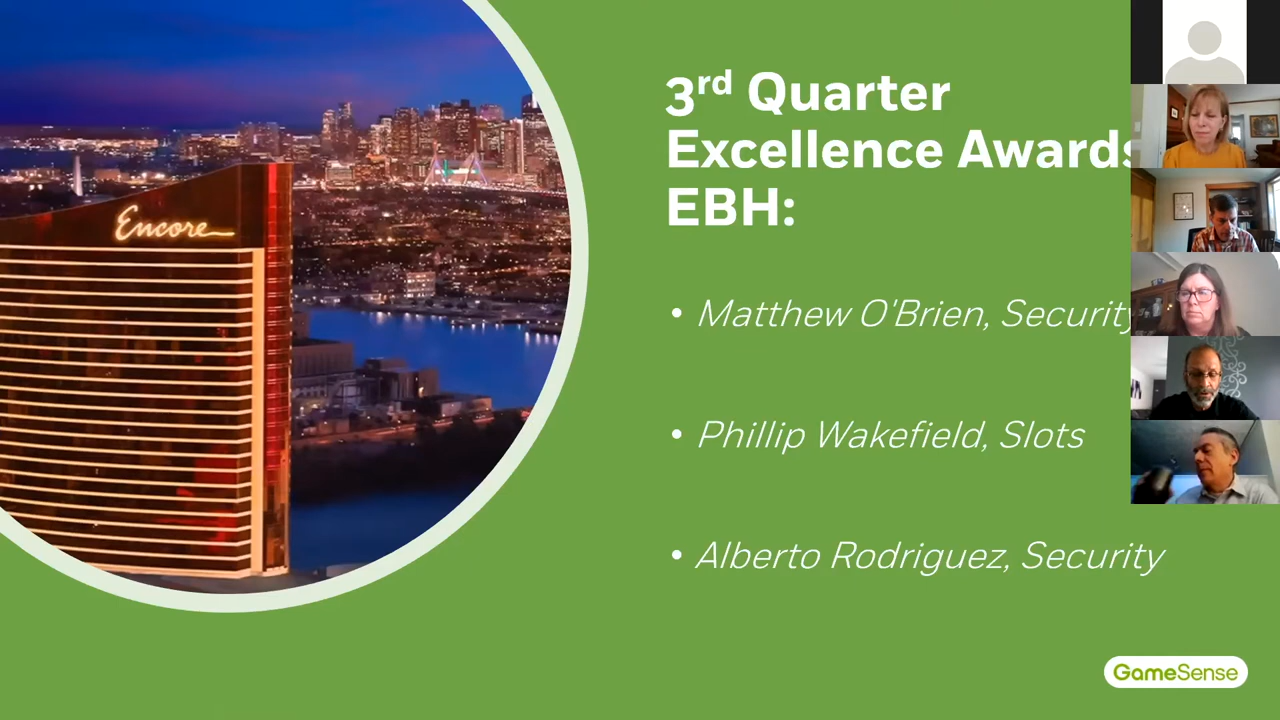 Encore
3rd Quarter
Excellence Awards
EBH:
• Matthew O'Brien, Security
• Phillip Wakefield, Slots
• Alberto Rodriguez, Security
GameSense